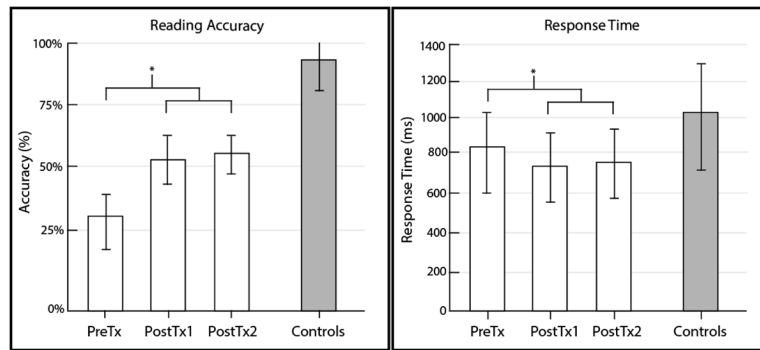 Reading Accuracy
100%
75%
50%
25%
0%
Accuracy (%)
*
PreTx
PostTx1
PostTx2
Controls
Response Time
1400
1200
1000
800
600
400
200
0
Response Time (ms)
*
PreTx
PostTx1
PostTx2
Controls